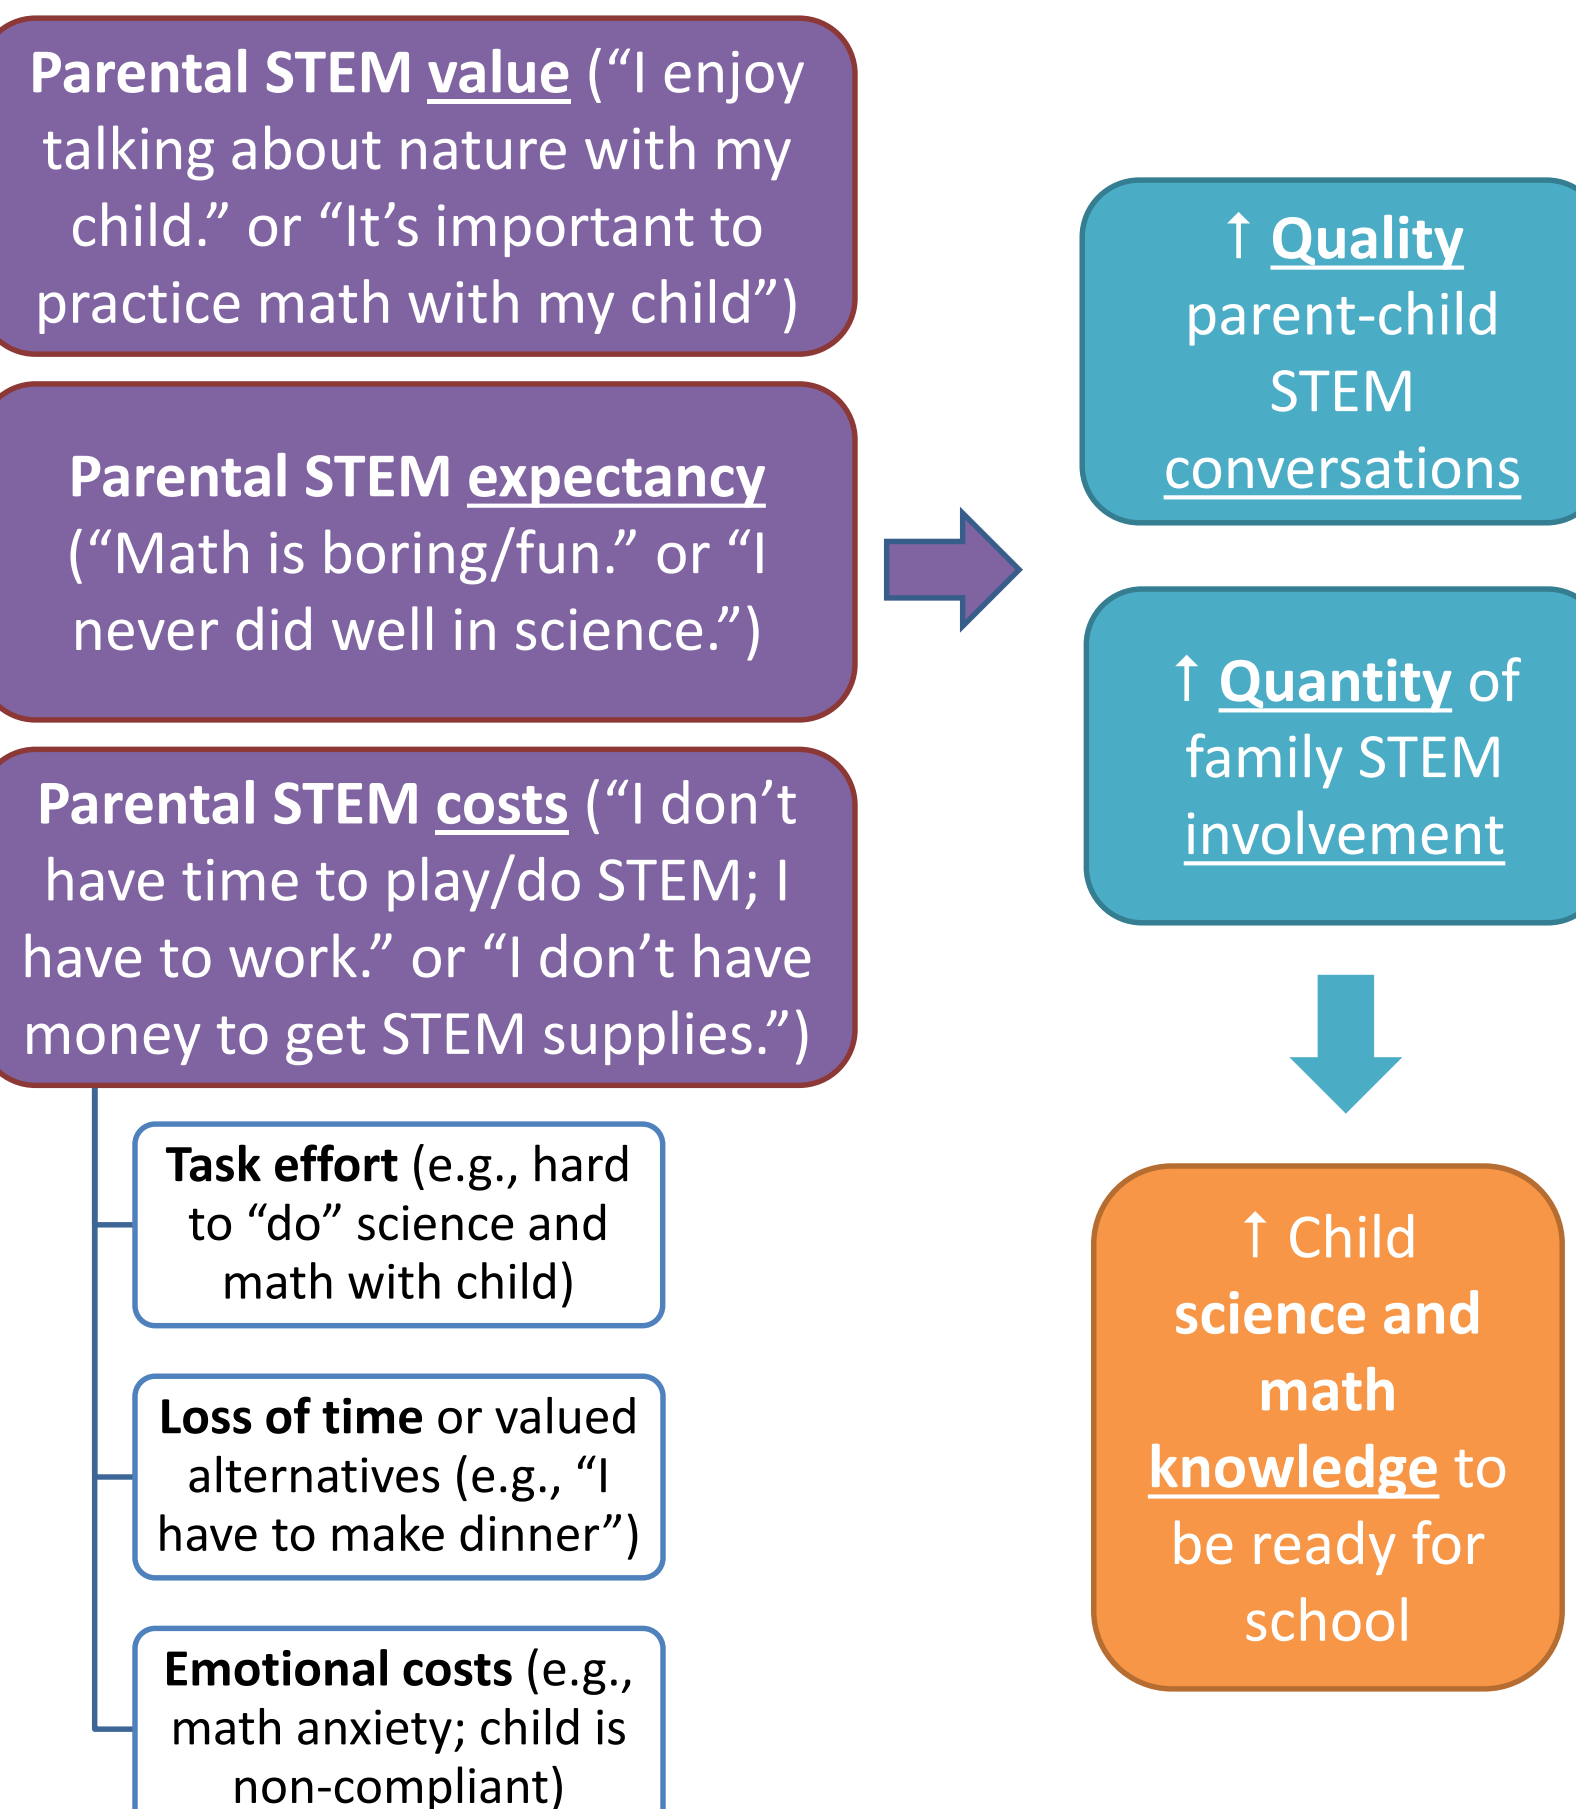 Parental STEM value (“I enjoy
talking about nature with my
child.” or “It’s important to
practice math with my child”)
Parental STEM expectancy
(“Math is boring/fun.” or “I
never did well in science.”)
Parental STEM costs (“I don’t
have time to play/do STEM; I
have to work.” or “I don’t have
money to get STEM supplies.”)
Task effort (e.g., hard
to “do” science and
math with child)
Loss of time or valued
alternatives (e.g., “I
have to make dinner”)
Emotional costs (e.g.,
math anxiety; child is
non-compliant)
↑ Quality
parent-child
STEM
conversations
↑ Quantity of
family STEM
involvement
↑ Child
science and
math
knowledge to
be ready for
school